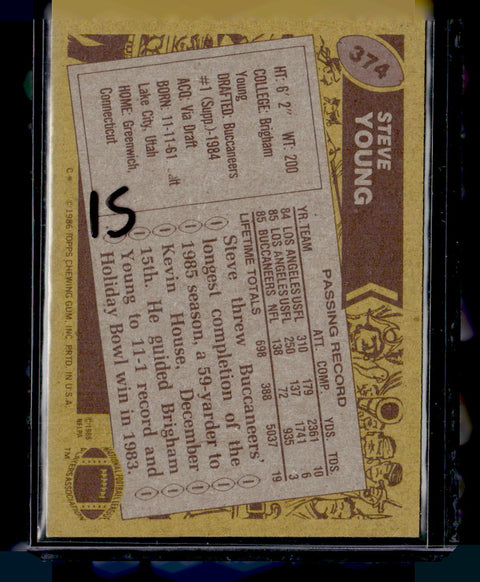 374
STEVE
YOUNG
HT: 6' 2" WT: 200
COLLEGE: Brigham
Young
DRAFTED: Buccaneers
#1 (Supp.)-1984
ACQ: Via Draft
BORN: 11-11-61
Lake City, Utah
HOME: Greenwich,
Connecticut
PASSING RECORD
YR. TEAM ATT. COMP. YDS. TDS.
84 LOS ANGELES USFL 310 179 2361 10
85 LOS ANGELES USFL 250 137 1741 6
85 BUCCANEERS NFL 138 72 935 3
LIFETIME TOTALS 698 388 5037 19
Steve threw Buccaneers'
longest completion of the
1985 season, a 59-yarder to
Kevin House, December
15th. He guided Brigham
Young to 11-1 record and
Holiday Bowl win in 1983.
15
C* © 1986 TOPPS CHEWING GUM, INC. PRTD. IN U.S.A.
© 1986
NFLPA
TM